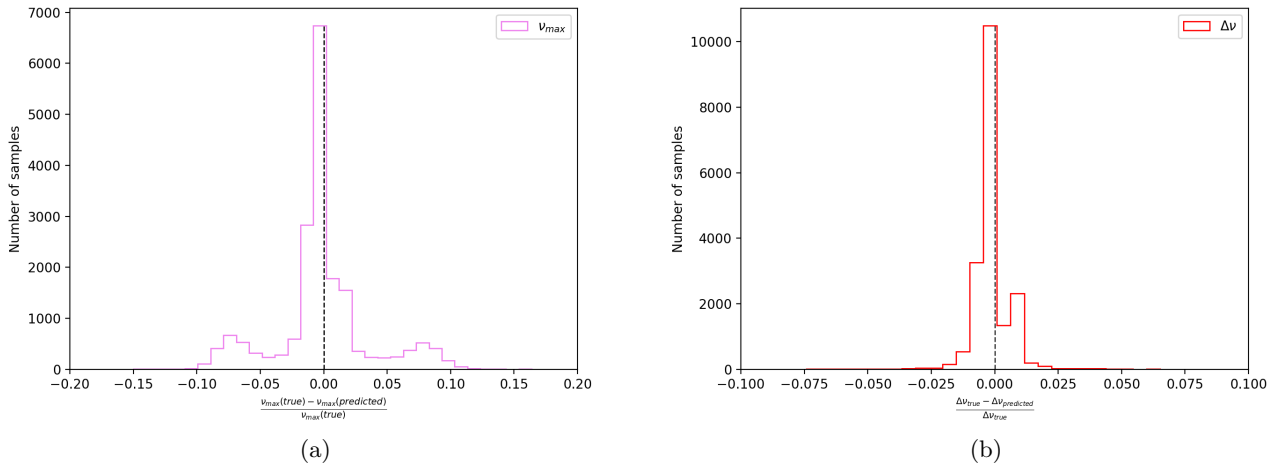 7000
6000
5000
4000
3000
2000
1000
0
Number of samples
ν_max
−0.20 −0.15 −0.10 −0.05 0.00 0.05 0.10 0.15 0.20
ν_max(true) − ν_max(predicted)
ν_max(true)
(a)
10000
8000
6000
4000
2000
0
Number of samples
Δν
−0.100 −0.075 −0.050 −0.025 0.000 0.025 0.050 0.075 0.100
Δν_true − Δν_predicted
Δν_true
(b)